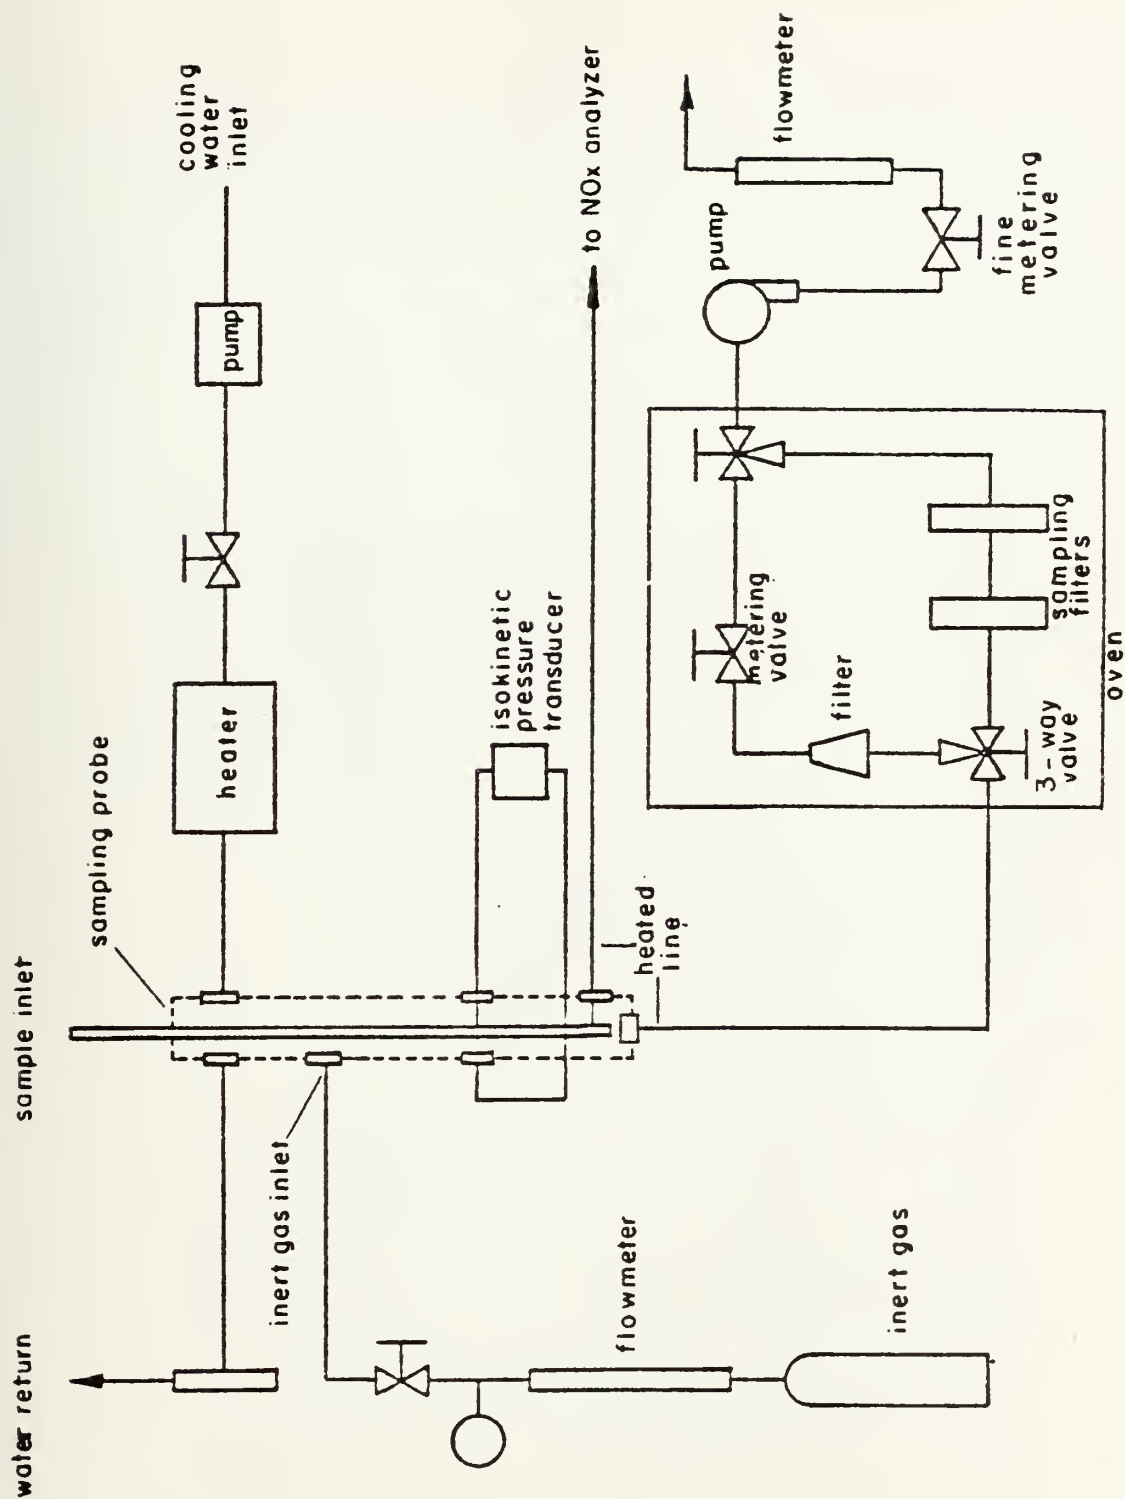 water return
sample inlet
sampling probe
cooling
water
inlet
pump
heater
inert gas inlet
isokinetic
pressure
transducer
to NOx analyzer
heated
line
flowmeter
inert gas
pump
flowmeter
fine
metering
valve
metering
valve
filter
sampling
filters
3-way
valve
oven